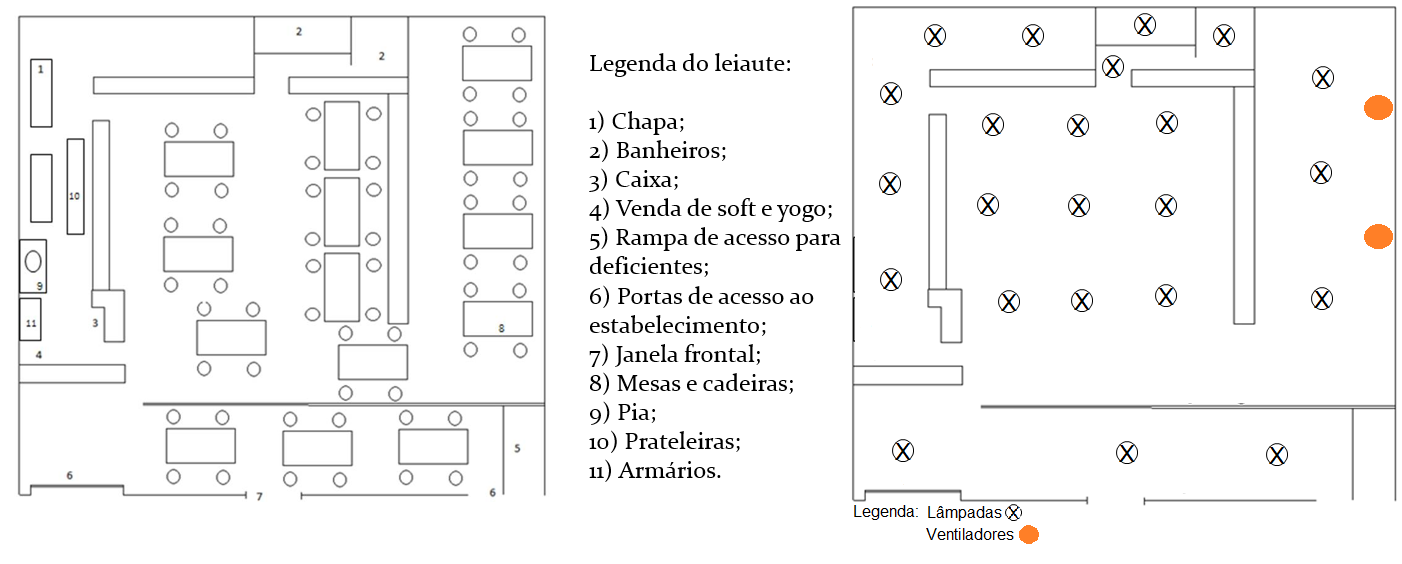 2
2
1
10
9
11
3
4
8
5
6
7
6
Legenda do leiaute:
1) Chapa;
2) Banheiros;
3) Caixa;
4) Venda de soft e yogo;
5) Rampa de acesso para
deficientes;
6) Portas de acesso ao
estabelecimento;
7) Janela frontal;
8) Mesas e cadeiras;
9) Pia;
10) Prateleiras;
11) Armários.
Legenda: Lâmpadas
Ventiladores